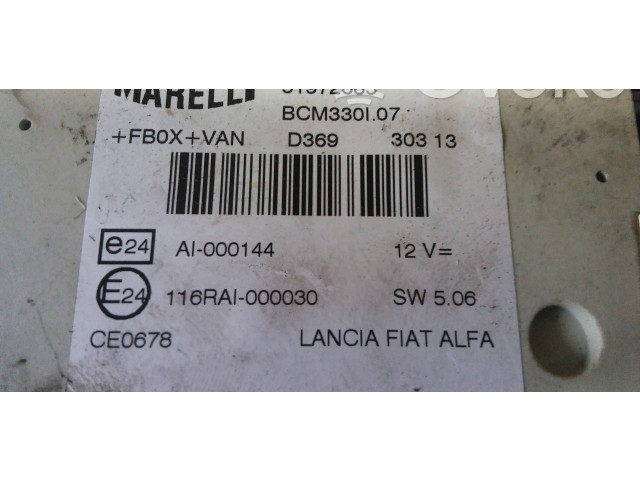 MARELLI
BCM330I.07
+FB0X+VAN D369 303 13
e24 AI-000144 12 V=
E24 116RAI-000030 SW 5.06
CE0678 LANCIA FIAT ALFA